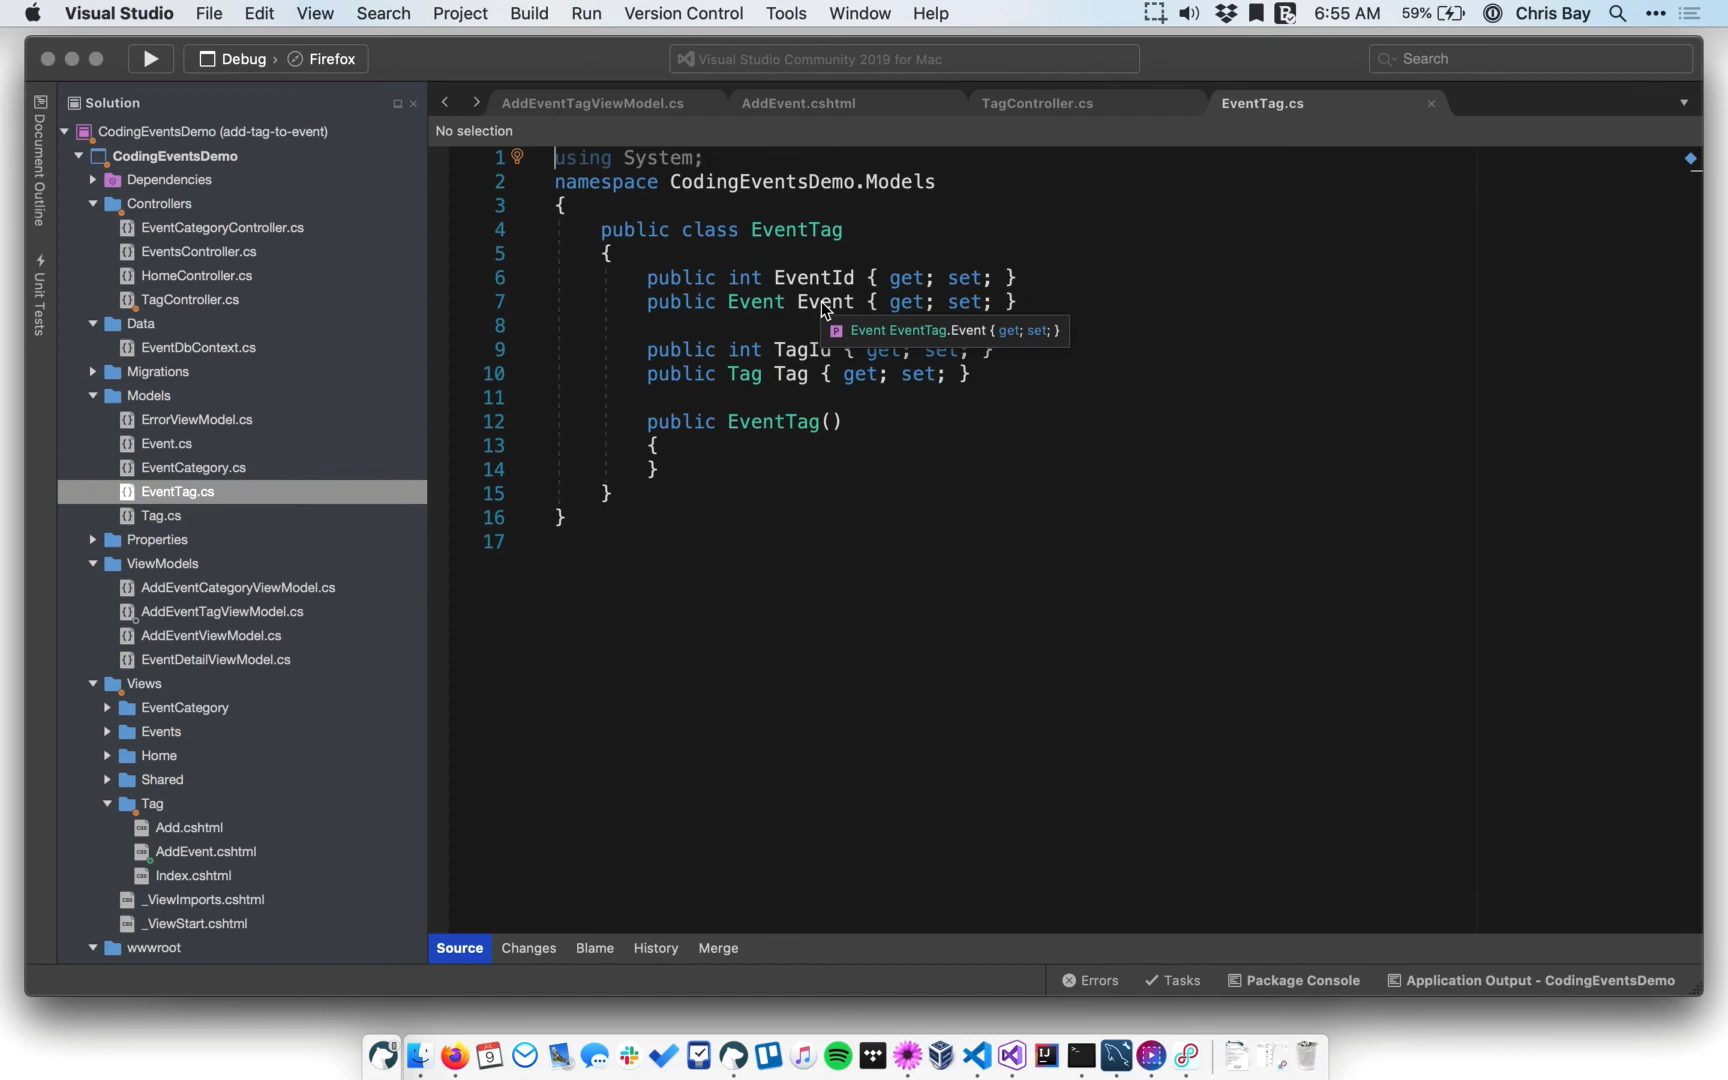 Visual Studio File Edit View Search Project Build Run Version Control Tools Window Help 6:55 AM 59% Chris Bay
Debug › Firefox Visual Studio Community 2019 for Mac Search
Document Outline
Unit Tests
Solution
CodingEventsDemo (add-tag-to-event)
CodingEventsDemo
Dependencies
Controllers
EventCategoryController.cs
EventsController.cs
HomeController.cs
TagController.cs
Data
EventDbContext.cs
Migrations
Models
ErrorViewModel.cs
Event.cs
EventCategory.cs
EventTag.cs
Tag.cs
Properties
ViewModels
AddEventCategoryViewModel.cs
AddEventTagViewModel.cs
AddEventViewModel.cs
EventDetailViewModel.cs
Views
EventCategory
Events
Home
Shared
Tag
Add.cshtml
AddEvent.cshtml
Index.cshtml
_ViewImports.cshtml
_ViewStart.cshtml
wwwroot
AddEventTagViewModel.cs AddEvent.cshtml TagController.cs EventTag.cs
No selection
1 using System;
2 namespace CodingEventsDemo.Models
3 {
4 public class EventTag
5 {
6 public int EventId { get; set; }
7 public Event Event { get; set; }
8 Event EventTag.Event { get; set; }
9 public int TagId { get; set; }
10 public Tag Tag { get; set; }
11
12 public EventTag()
13 {
14 }
15 }
16 }
17
Source Changes Blame History Merge
Errors Tasks Package Console Application Output - CodingEventsDemo